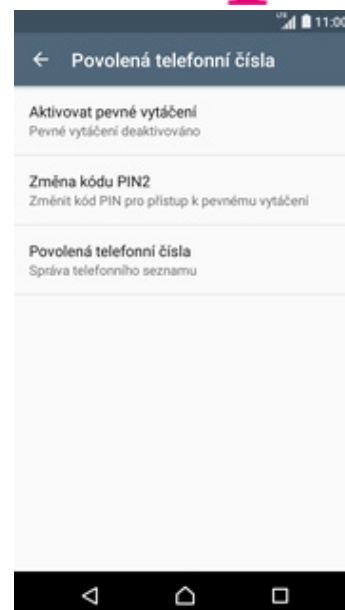 LTE 11:00
Povolená telefonní čísla
Aktivovat pevné vytáčení
Pevné vytáčení deaktivováno
Změna kódu PIN2
Změnit kód PIN pro přístup k pevnému vytáčení
Povolená telefonní čísla
Správa telefonního seznamu